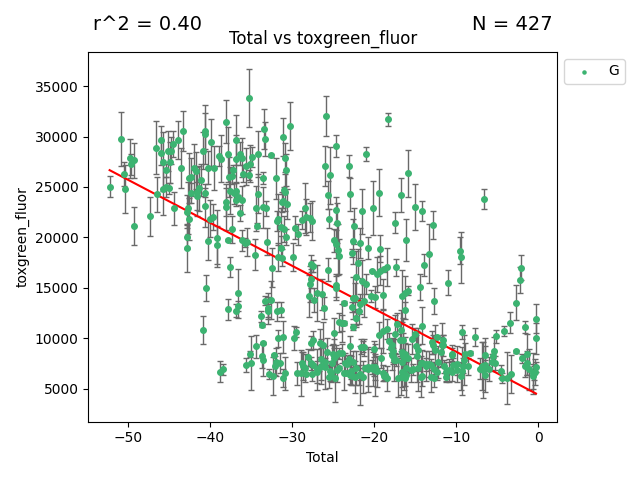 r^2 = 0.40
N = 427
Total vs toxgreen_fluor
G
35000
30000
25000
20000
15000
10000
5000
toxgreen_fluor
−50
−40
−30
−20
−10
0
Total